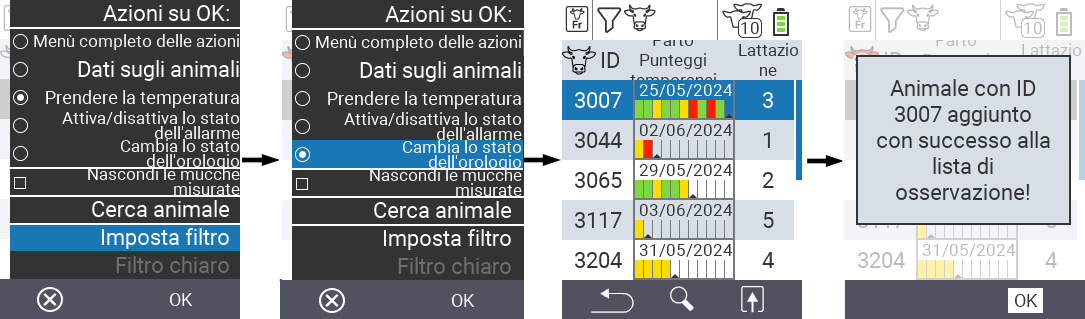 Azioni su OK:
Menù completo delle azioni
Dati sugli animali
Prendere la temperatura
Attiva/disattiva lo stato
dell'allarme
Cambia lo stato
dell'orologio
Nascondi le mucche
misurate
Cerca animale
Imposta filtro
Filtro chiaro
OK
Azioni su OK:
Menù completo delle azioni
Dati sugli animali
Prendere la temperatura
Attiva/disattiva lo stato
dell'allarme
Cambia lo stato
dell'orologio
Nascondi le mucche
misurate
Cerca animale
Imposta filtro
Filtro chiaro
OK
Fr
10
ID
Parto
Punteggi
temporanei
Lattazio
ne
3007 25/05/2024 3
3044 02/06/2024 1
3065 29/05/2024 2
3117 03/06/2024 5
3204 31/05/2024 4
Fr
10
ID
Parto
Lattazio
Animale con ID
3007 aggiunto
con successo alla
lista di
osservazione!
3204 31/05/2024 4
OK